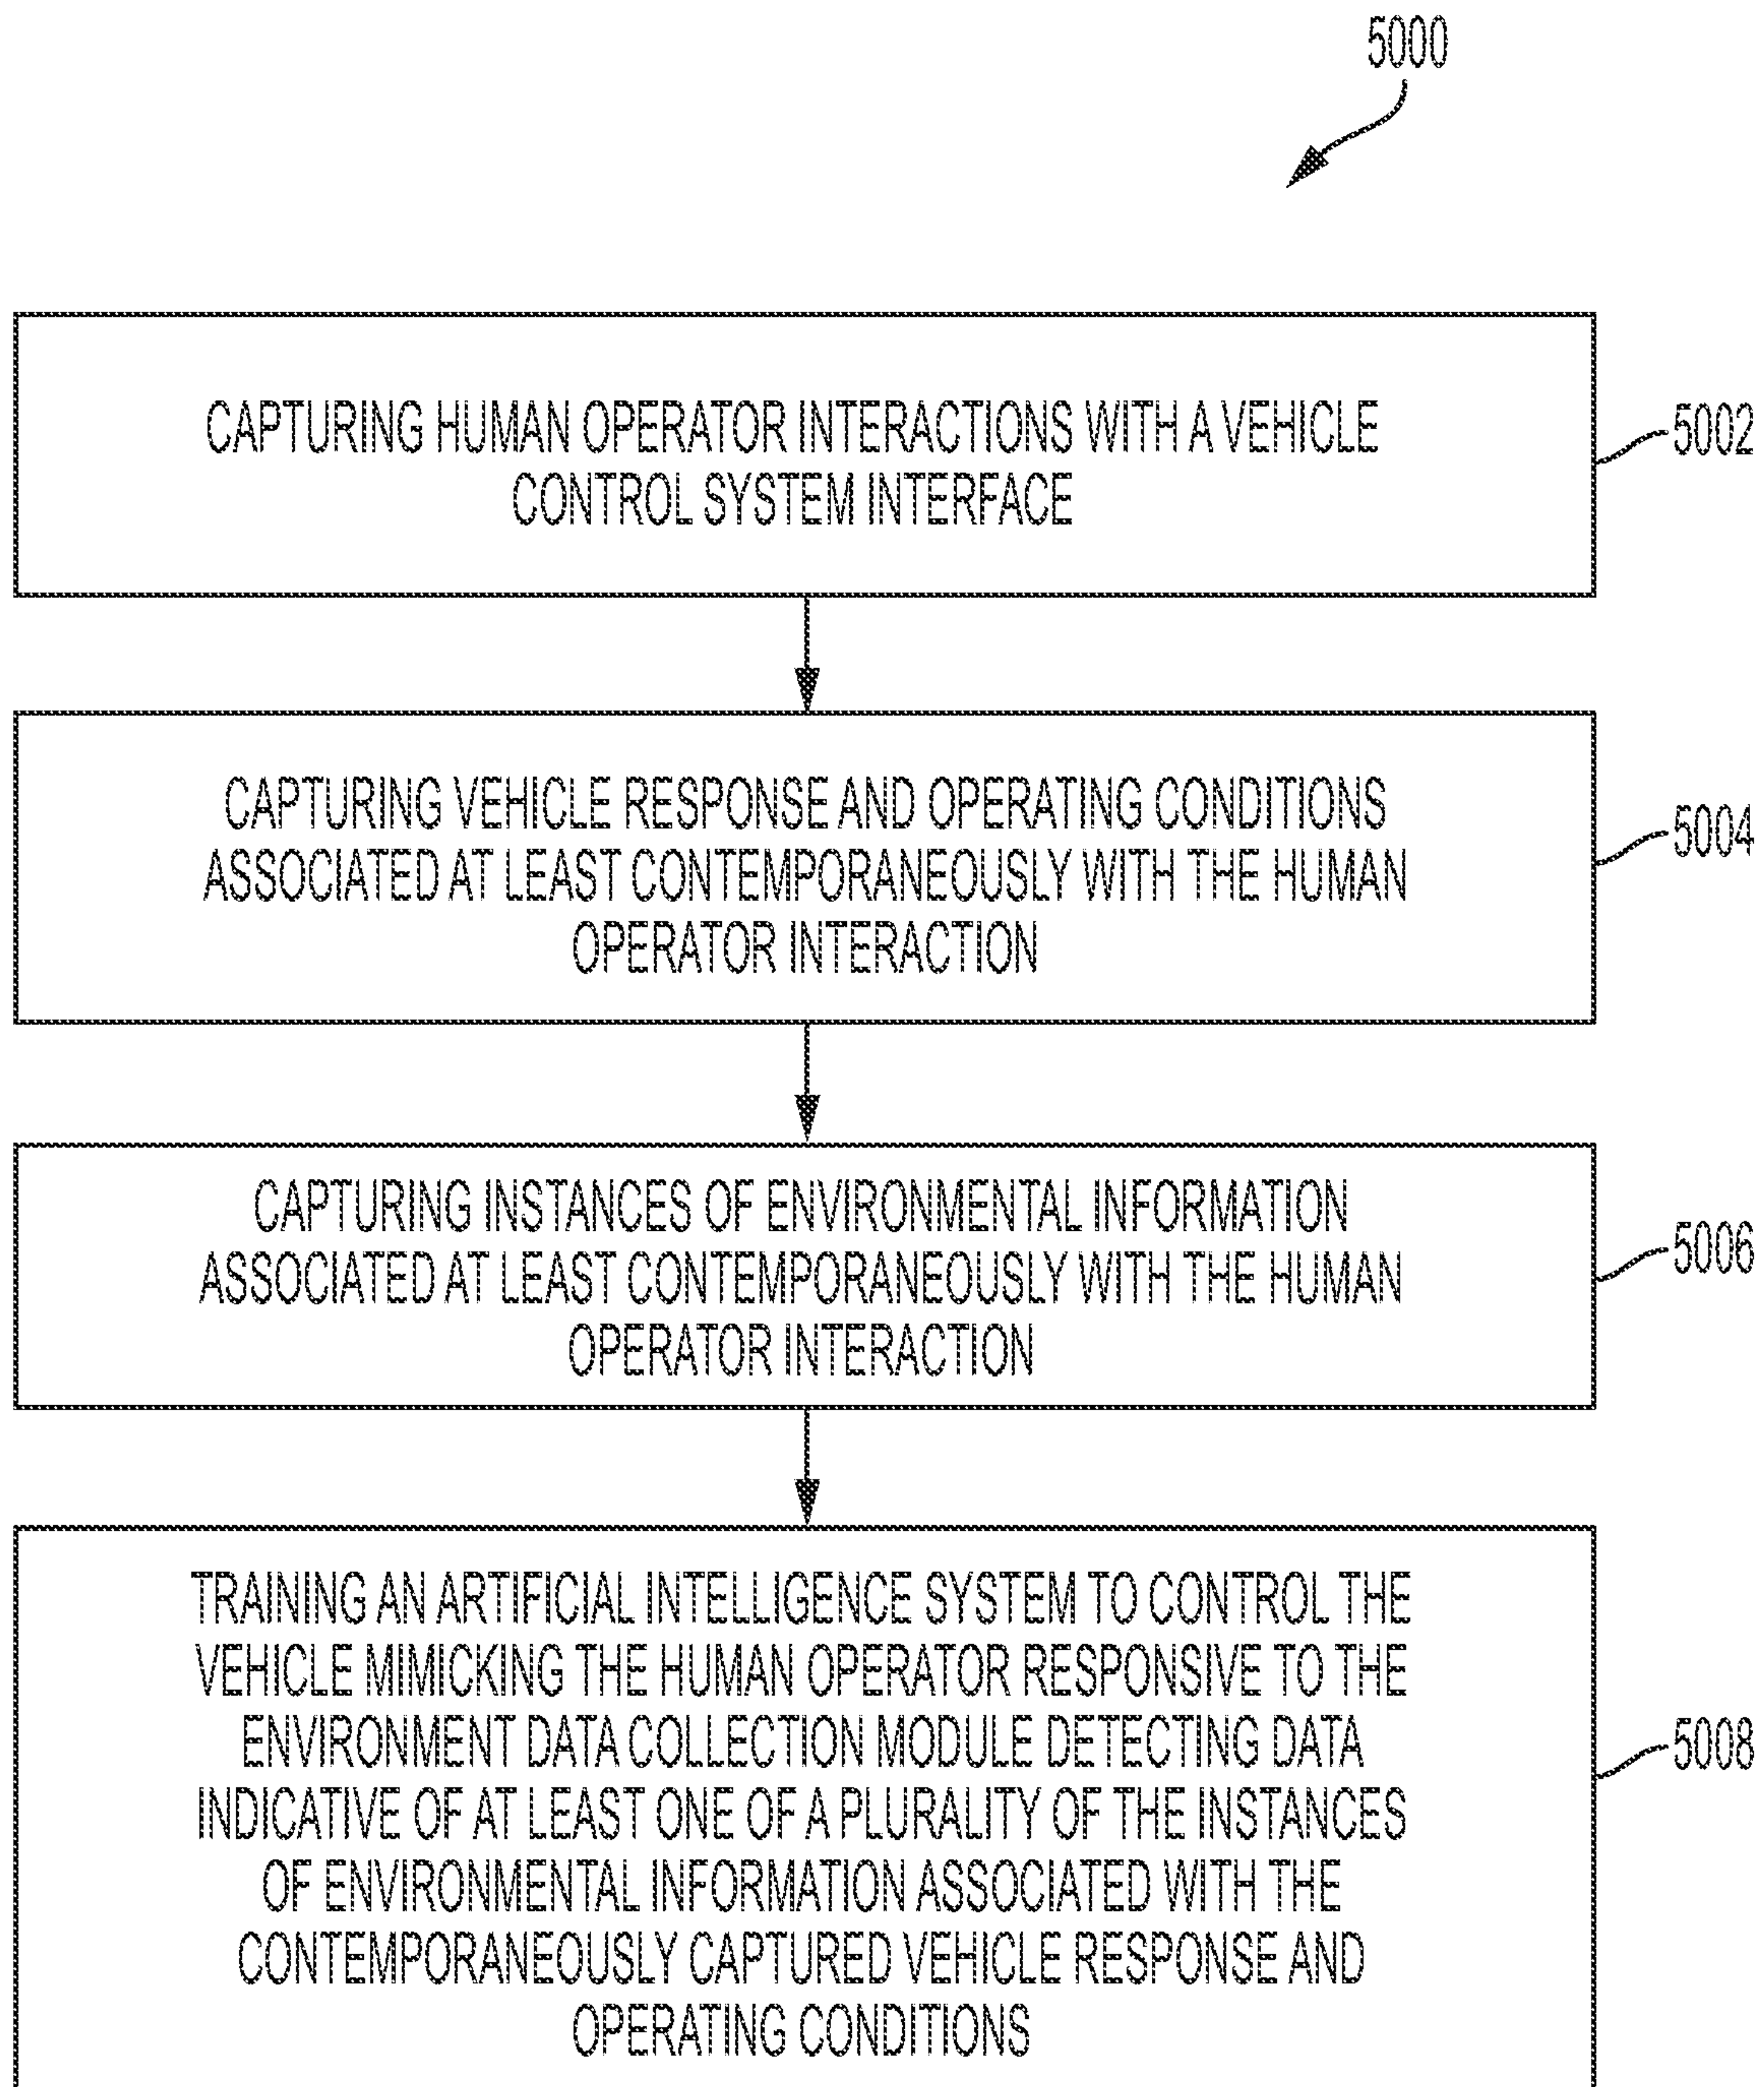 5000
CAPTURING HUMAN OPERATOR INTERACTIONS WITH A VEHICLE
CONTROL SYSTEM INTERFACE
5002
CAPTURING VEHICLE RESPONSE AND OPERATING CONDITIONS
ASSOCIATED AT LEAST CONTEMPORANEOUSLY WITH THE HUMAN
OPERATOR INTERACTION
5004
CAPTURING INSTANCES OF ENVIRONMENTAL INFORMATION
ASSOCIATED AT LEAST CONTEMPORANEOUSLY WITH THE HUMAN
OPERATOR INTERACTION
5006
TRAINING AN ARTIFICIAL INTELLIGENCE SYSTEM TO CONTROL THE
VEHICLE MIMICKING THE HUMAN OPERATOR RESPONSIVE TO THE
ENVIRONMENT DATA COLLECTION MODULE DETECTING DATA
INDICATIVE OF AT LEAST ONE OF A PLURALITY OF THE INSTANCES
OF ENVIRONMENTAL INFORMATION ASSOCIATED WITH THE
CONTEMPORANEOUSLY CAPTURED VEHICLE RESPONSE AND
OPERATING CONDITIONS
5008